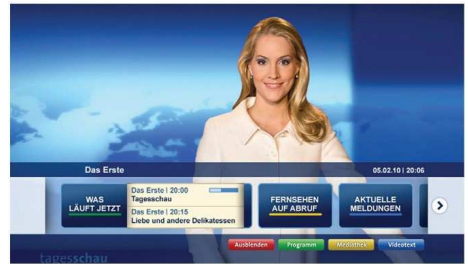 Das Erste
05.02.10 | 20:06
WAS
LÄUFT JETZT
Das Erste | 20:00
Tagesschau
Das Erste | 20:15
Liebe und andere Delikatessen
FERNSEHEN
AUF ABRUF
AKTUELLE
MELDUNGEN
Ausblenden
Programm
Mediathek
Videotext
tagesschau